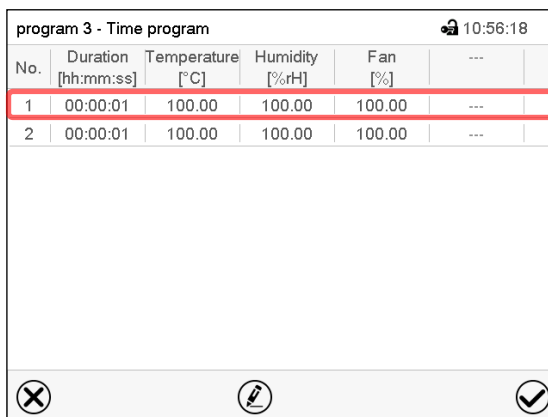 program 3 - Time program 10:56:18
No. Duration [hh:mm:ss] Temperature [°C] Humidity [%rH] Fan [%] ---
1 00:00:01 100.00 100.00 100.00 ---
2 00:00:01 100.00 100.00 100.00 ---